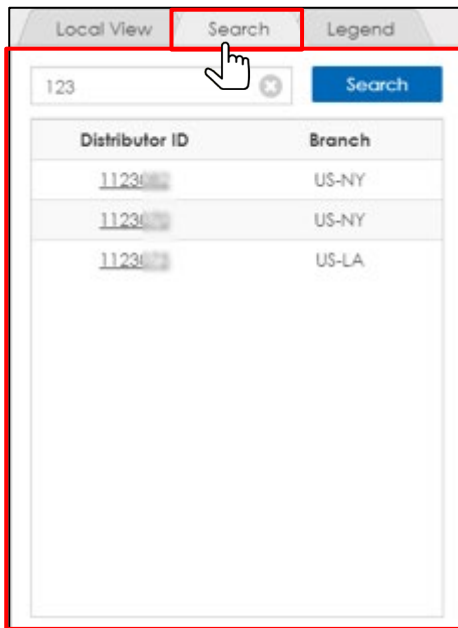 Local View Search Legend
123 Search
Distributor ID Branch
US-NY
US-NY
US-LA